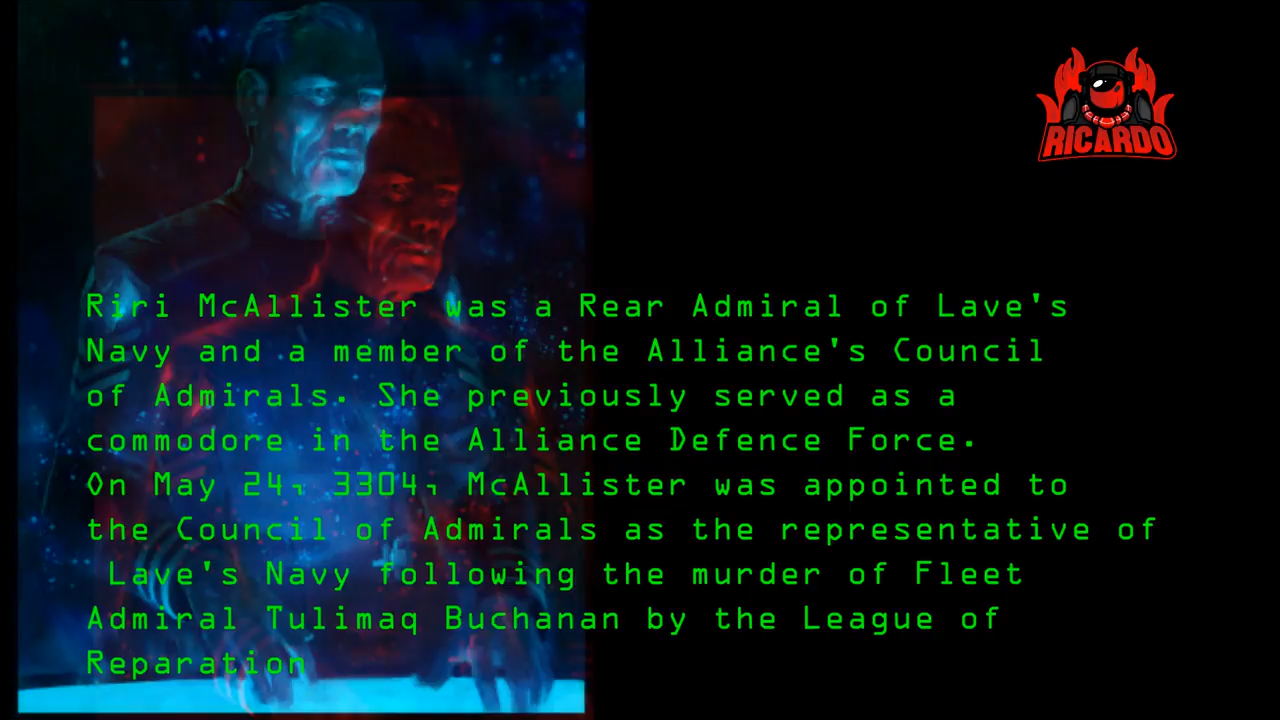 RICARDO
Riri McAllister was a Rear Admiral of Lave's
Navy and a member of the Alliance's Council
of Admirals. She previously served as a
commodore in the Alliance Defence Force.
On May 24, 3304, McAllister was appointed to
the Council of Admirals as the representative of
Lave's Navy following the murder of Fleet
Admiral Tulimaq Buchanan by the League of
Reparation